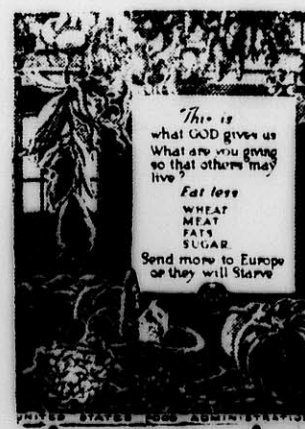 "This is
what GOD gives us
What are you giving
so that others may
live?
Eat less
WHEAT
MEAT
FATS
SUGAR
Send more to Europe
or they will Starve
UNITED STATES FOOD ADMINISTRATION